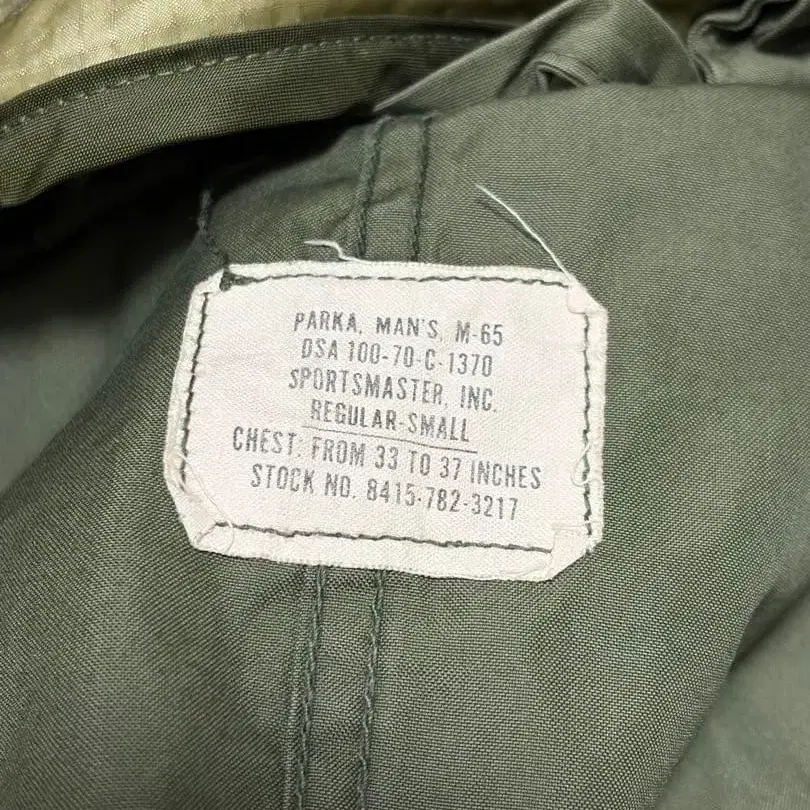 PARKA, MAN'S, M-65
DSA 100-70-C-1370
SPORTSMASTER, INC.
REGULAR-SMALL
CHEST: FROM 33 TO 37 INCHES
STOCK NO. 8415-782-3217